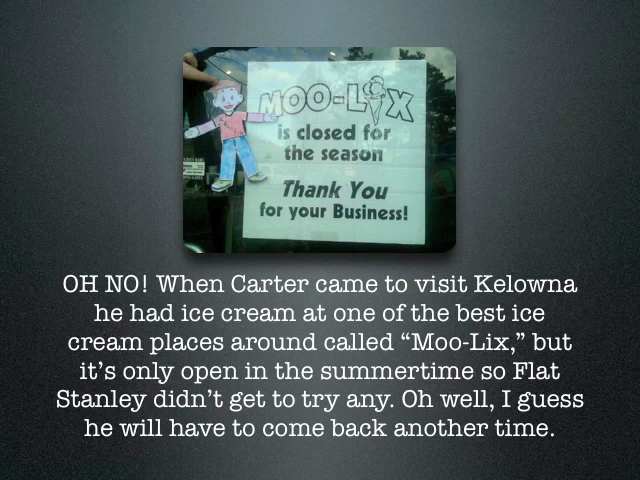 MOO-LIX
is closed for
the season
Thank You
for your Business!
OH NO! When Carter came to visit Kelowna
he had ice cream at one of the best ice
cream places around called “Moo-Lix,” but
it’s only open in the summertime so Flat
Stanley didn’t get to try any. Oh well, I guess
he will have to come back another time.